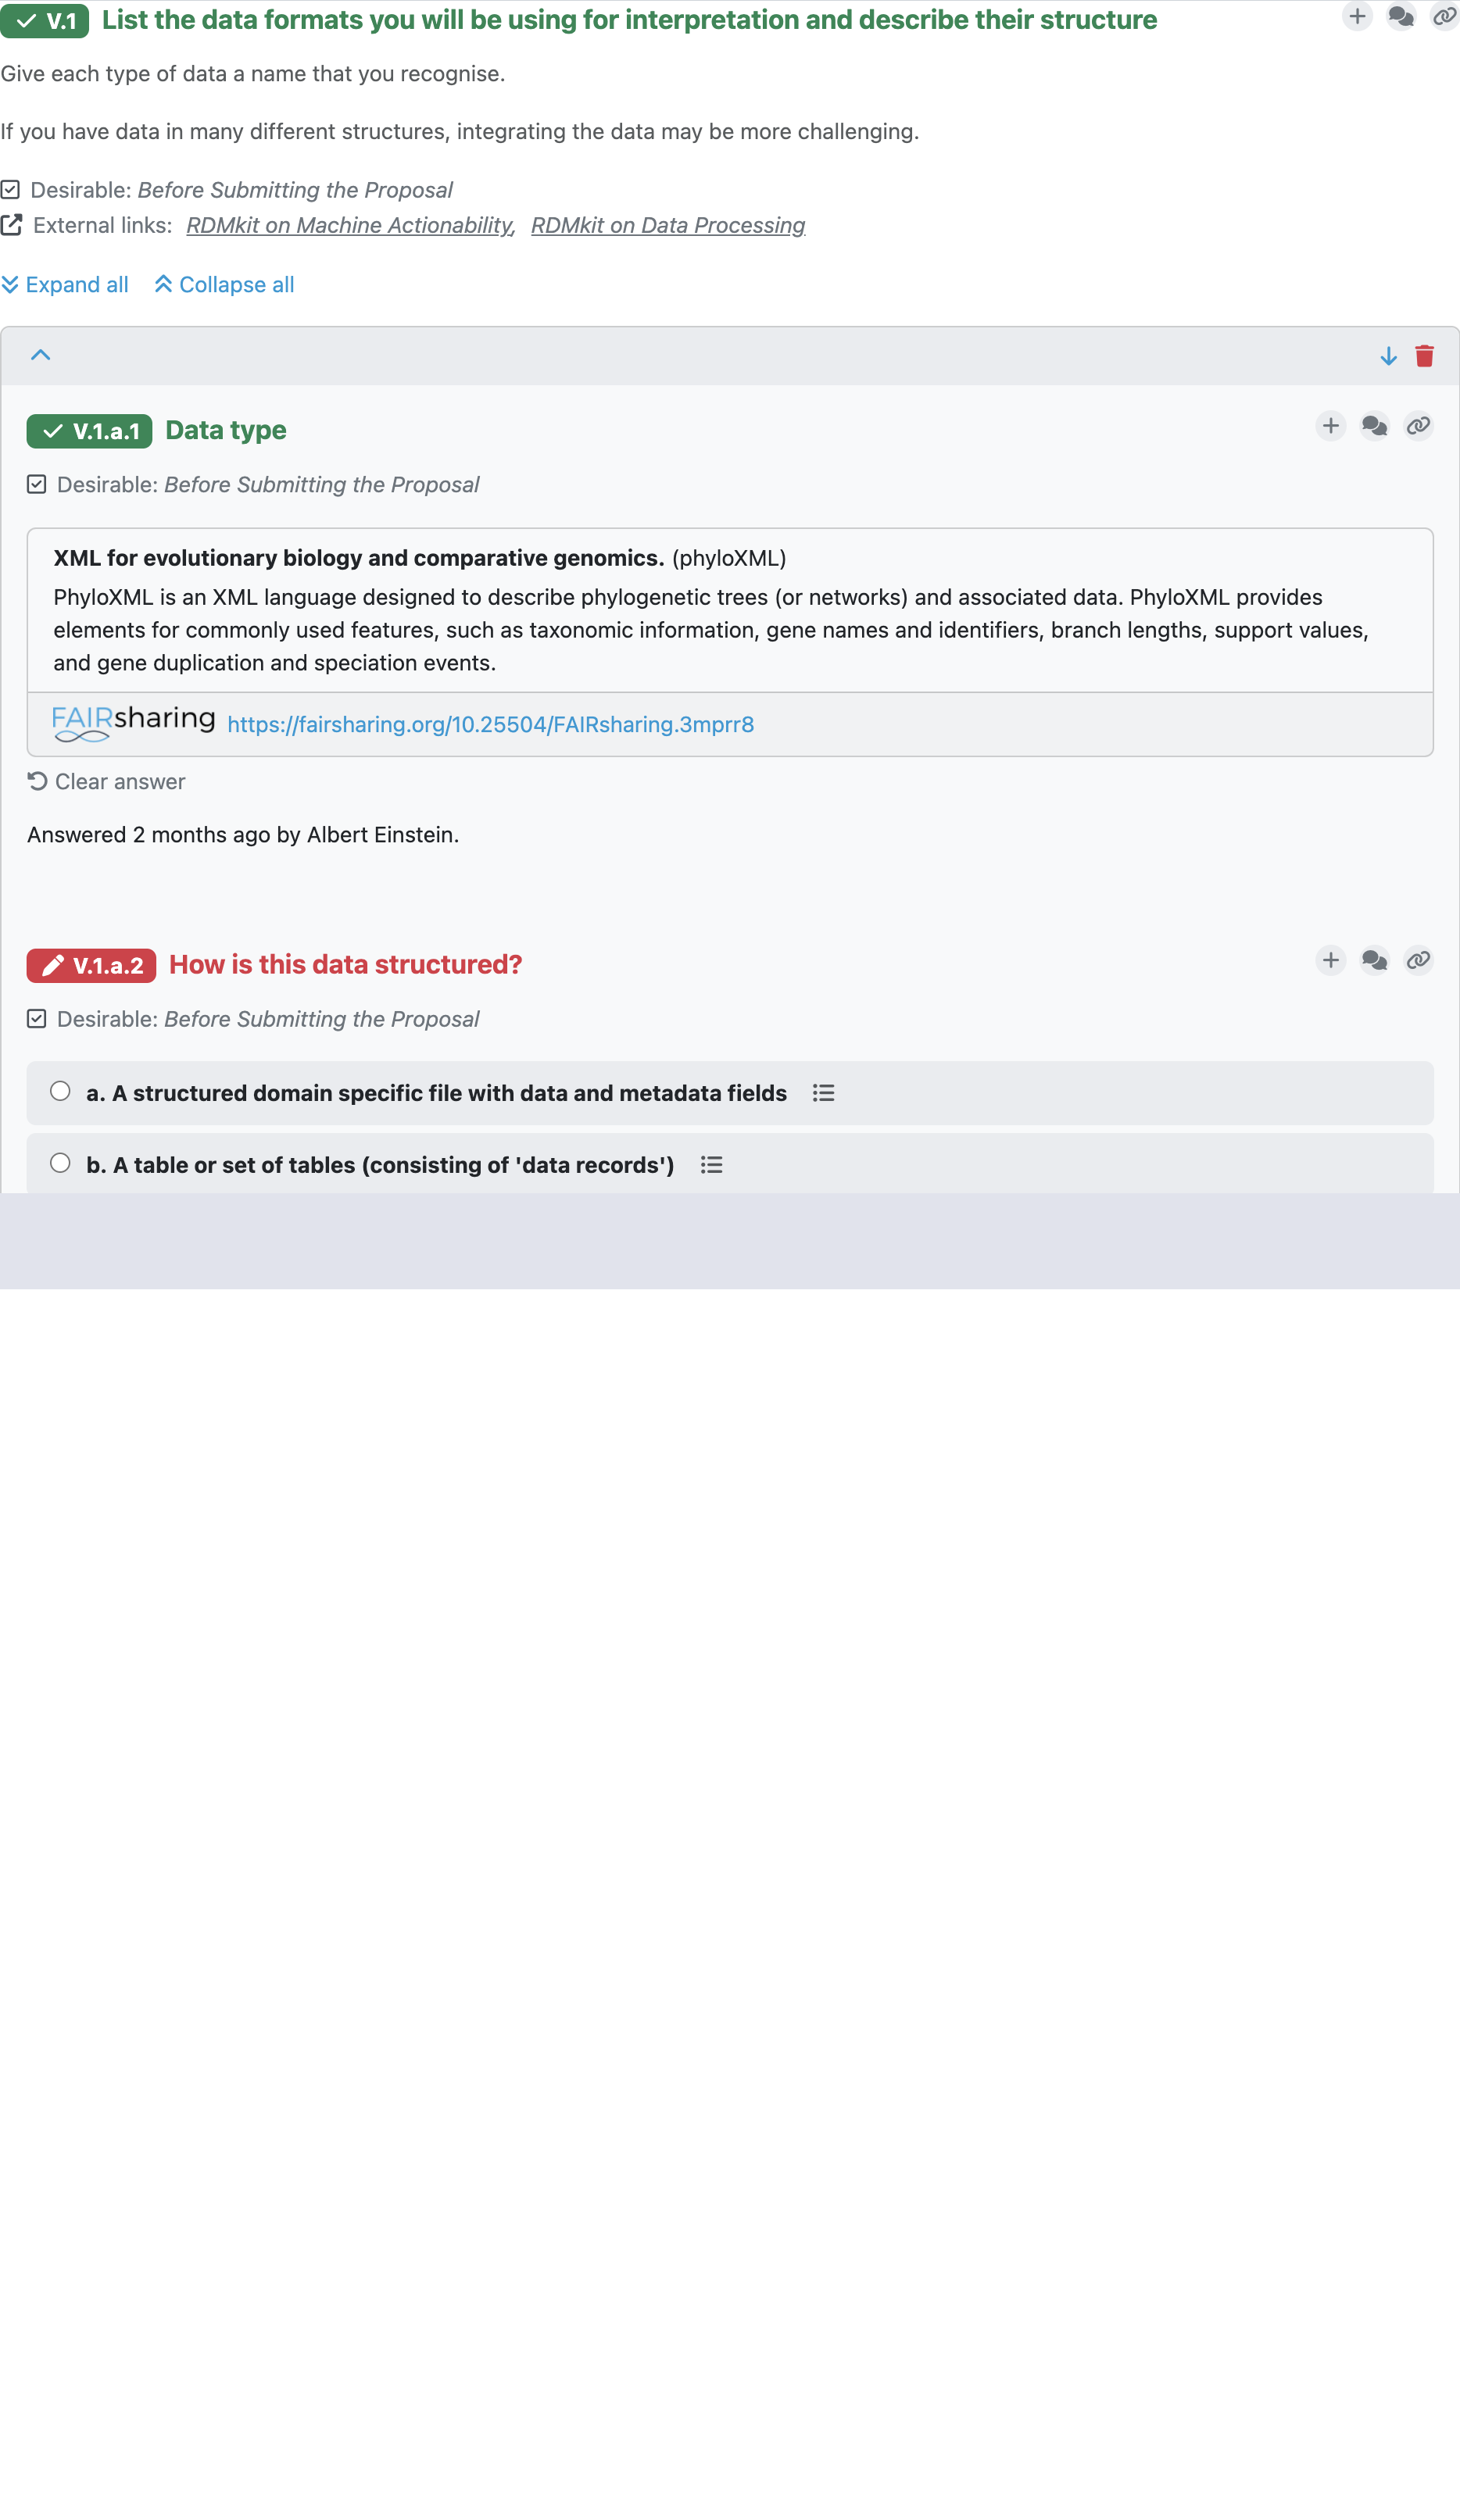 V.1 List the data formats you will be using for interpretation and describe their structure
Give each type of data a name that you recognise.
If you have data in many different structures, integrating the data may be more challenging.
Desirable: Before Submitting the Proposal
External links: RDMkit on Machine Actionability, RDMkit on Data Processing
Expand all Collapse all
V.1.a.1 Data type
Desirable: Before Submitting the Proposal
XML for evolutionary biology and comparative genomics. (phyloXML)
PhyloXML is an XML language designed to describe phylogenetic trees (or networks) and associated data. PhyloXML provides
elements for commonly used features, such as taxonomic information, gene names and identifiers, branch lengths, support values,
and gene duplication and speciation events.
FAIRsharing https://fairsharing.org/10.25504/FAIRsharing.3mprr8
Clear answer
Answered 2 months ago by Albert Einstein.
V.1.a.2 How is this data structured?
Desirable: Before Submitting the Proposal
a. A structured domain specific file with data and metadata fields
b. A table or set of tables (consisting of 'data records')